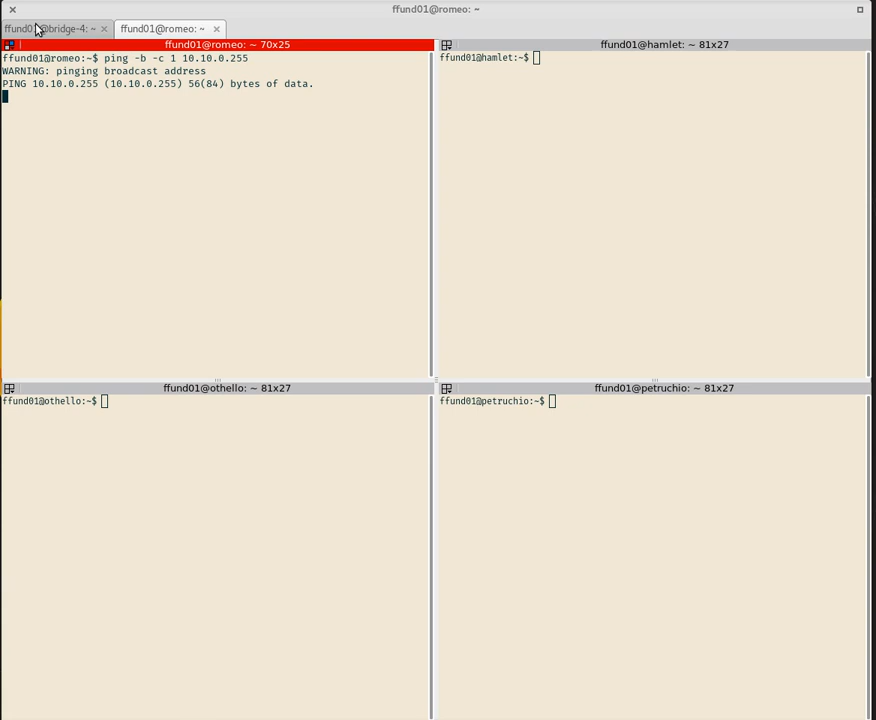 ffund01@romeo: ~
ffund01@bridge-4: ~
ffund01@romeo: ~
ffund01@romeo: ~ 70x25
ffund01@romeo:~$ ping -b -c 1 10.10.0.255
WARNING: pinging broadcast address
PING 10.10.0.255 (10.10.0.255) 56(84) bytes of data.
ffund01@hamlet: ~ 81x27
ffund01@hamlet:~$
ffund01@othello: ~ 81x27
ffund01@othello:~$
ffund01@petruchio: ~ 81x27
ffund01@petruchio:~$